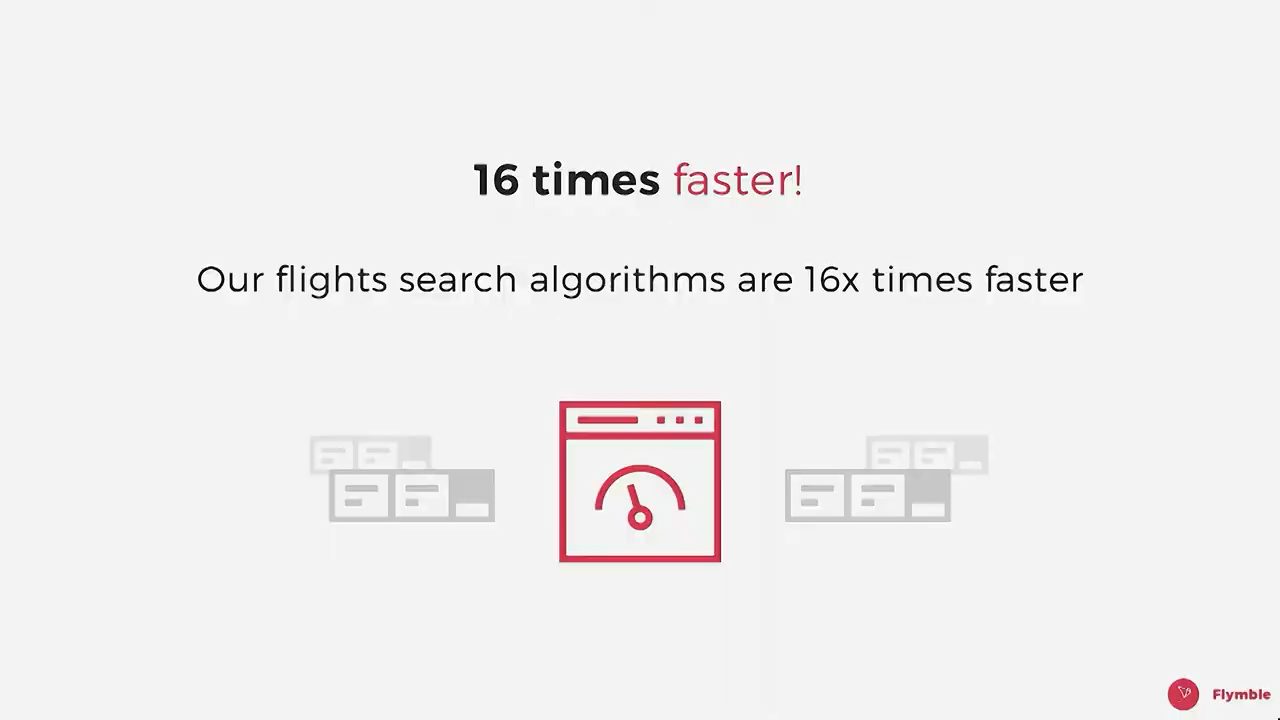 16 times faster!
Our flights search algorithms are 16x times faster
Flymble